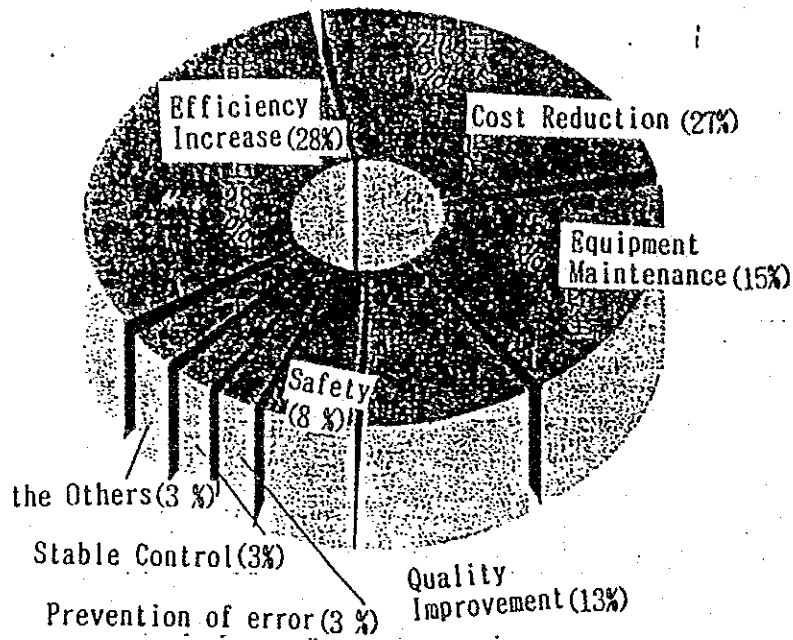 Efficiency
Increase(28%)
Cost Reduction (27%)
Equipment
Maintenance(15%)
Safety
(8 %)
the Others(3 %)
Stable Control(3%)
Quality
Improvement(13%)
Prevention of error(3 %)